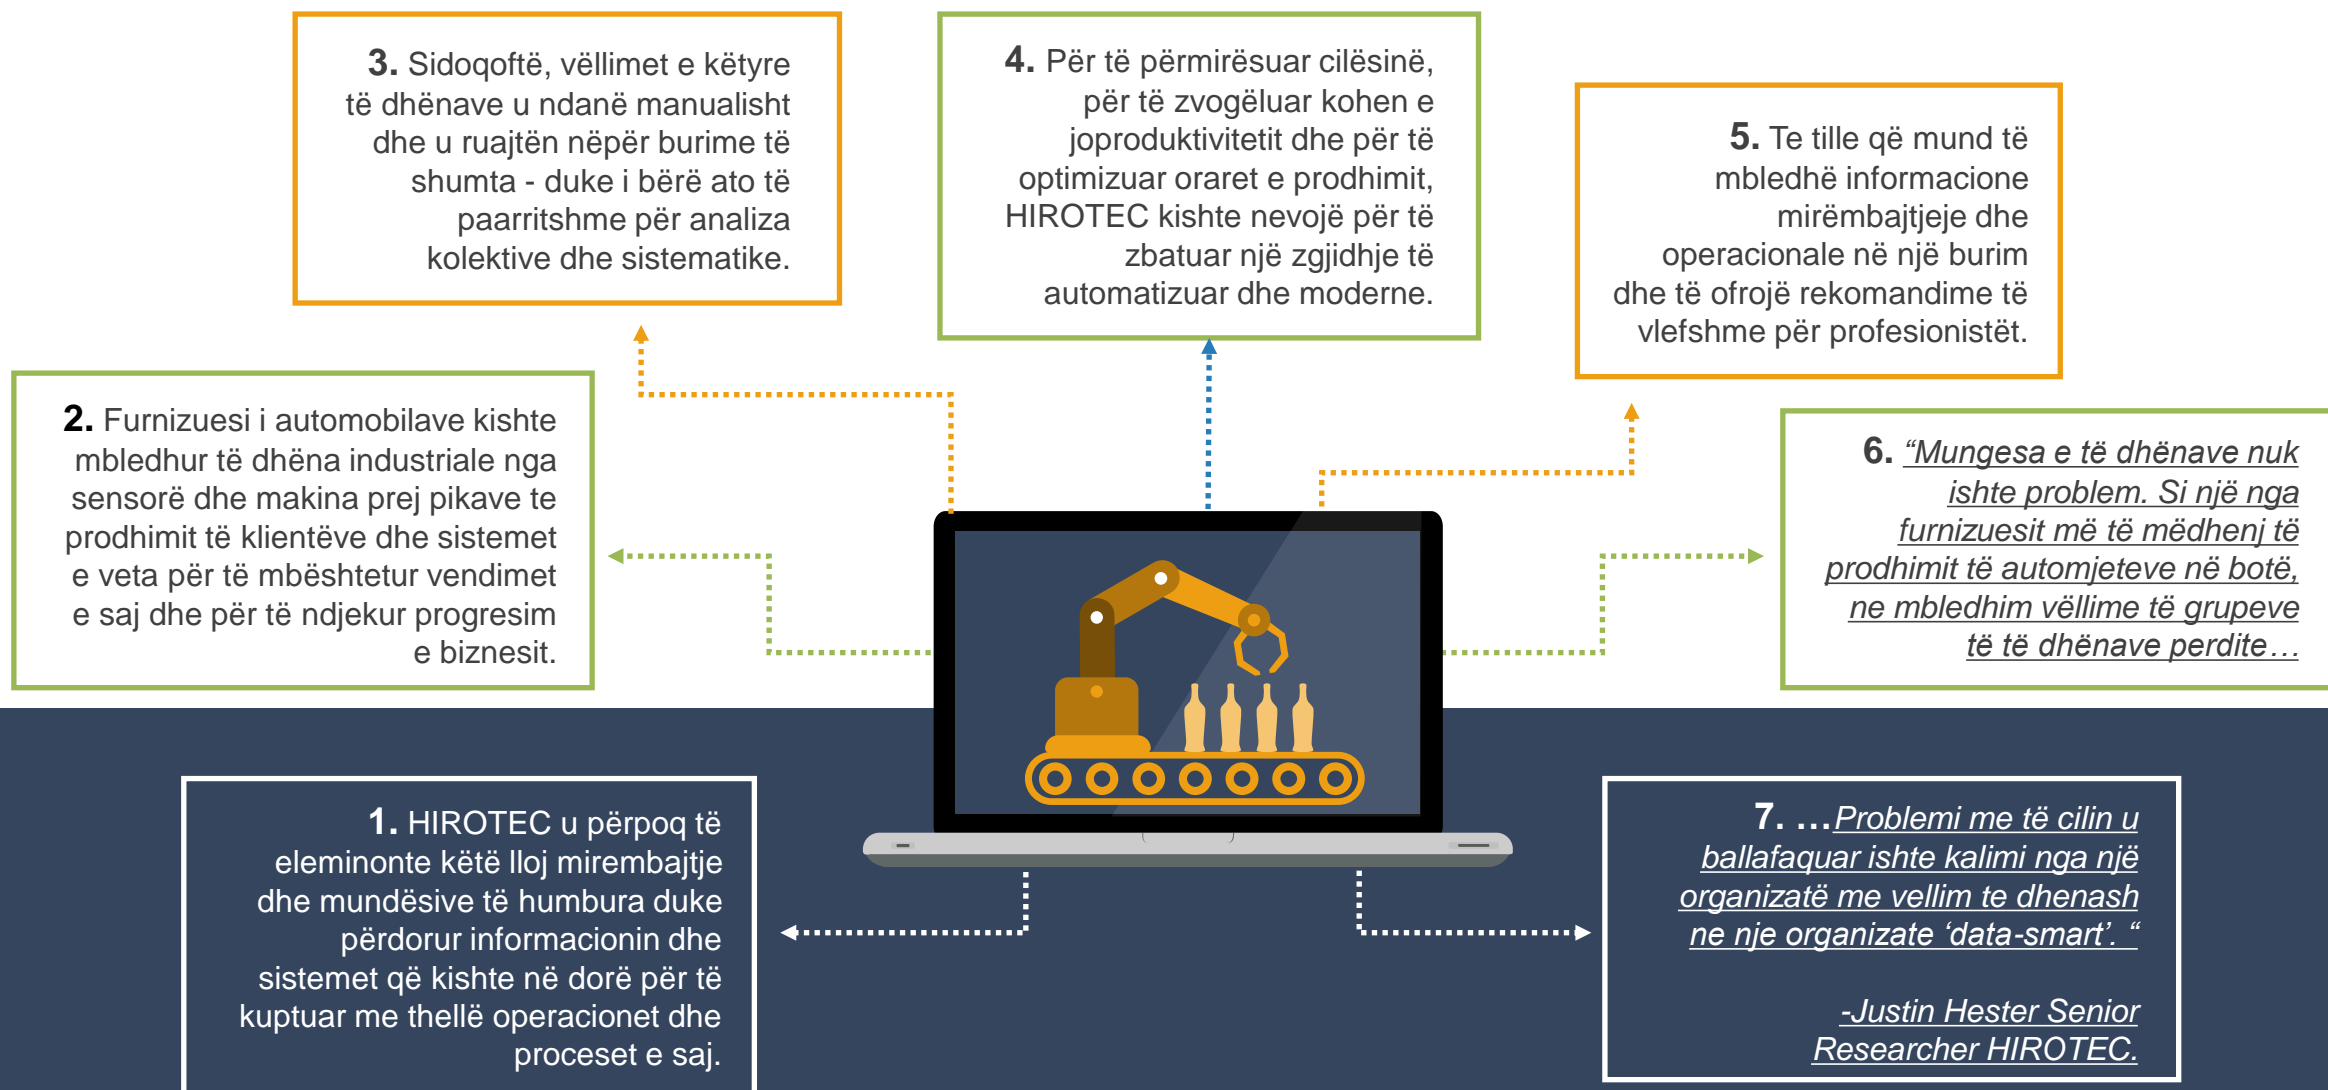 3. Sidoqoftë, vëllimet e këtyre
të dhënave u ndanë manualisht
dhe u ruajtën nëpër burime të
shumta - duke i bërë ato të
paarritshme për analiza
kolektive dhe sistematike.
4. Për të përmirësuar cilësinë,
për të zvogëluar kohen e
joproduktivitetit dhe për të
optimizuar oraret e prodhimit,
HIROTEC kishte nevojë për të
zbatuar një zgjidhje të
automatizuar dhe moderne.
5. Te tille që mund të
mbledhë informacione
mirëmbajtjeje dhe
operacionale në një burim
dhe të ofrojë rekomandime të
vlefshme për profesionistët.
2. Furnizuesi i automobilave kishte
mbledhur të dhëna industriale nga
sensorë dhe makina prej pikave te
prodhimit të klientëve dhe sistemet
e veta për të mbështetur vendimet
e saj dhe për të ndjekur progresim
e biznesit.
6. “Mungesa e të dhënave nuk
ishte problem. Si një nga
furnizuesit më të mëdhenj të
prodhimit të automjeteve në botë,
ne mbledhim vëllime të grupeve
të të dhënave perdite…
1. HIROTEC u përpoq të
eleminonte këtë lloj mirembajtje
dhe mundësive të humbura duke
përdorur informacionin dhe
sistemet që kishte në dorë për të
kuptuar me thellë operacionet dhe
proceset e saj.
7. …Problemi me të cilin u
ballafaquar ishte kalimi nga një
organizatë me vellim te dhenash
ne nje organizate ‘data-smart’. “
-Justin Hester Senior
Researcher HIROTEC.